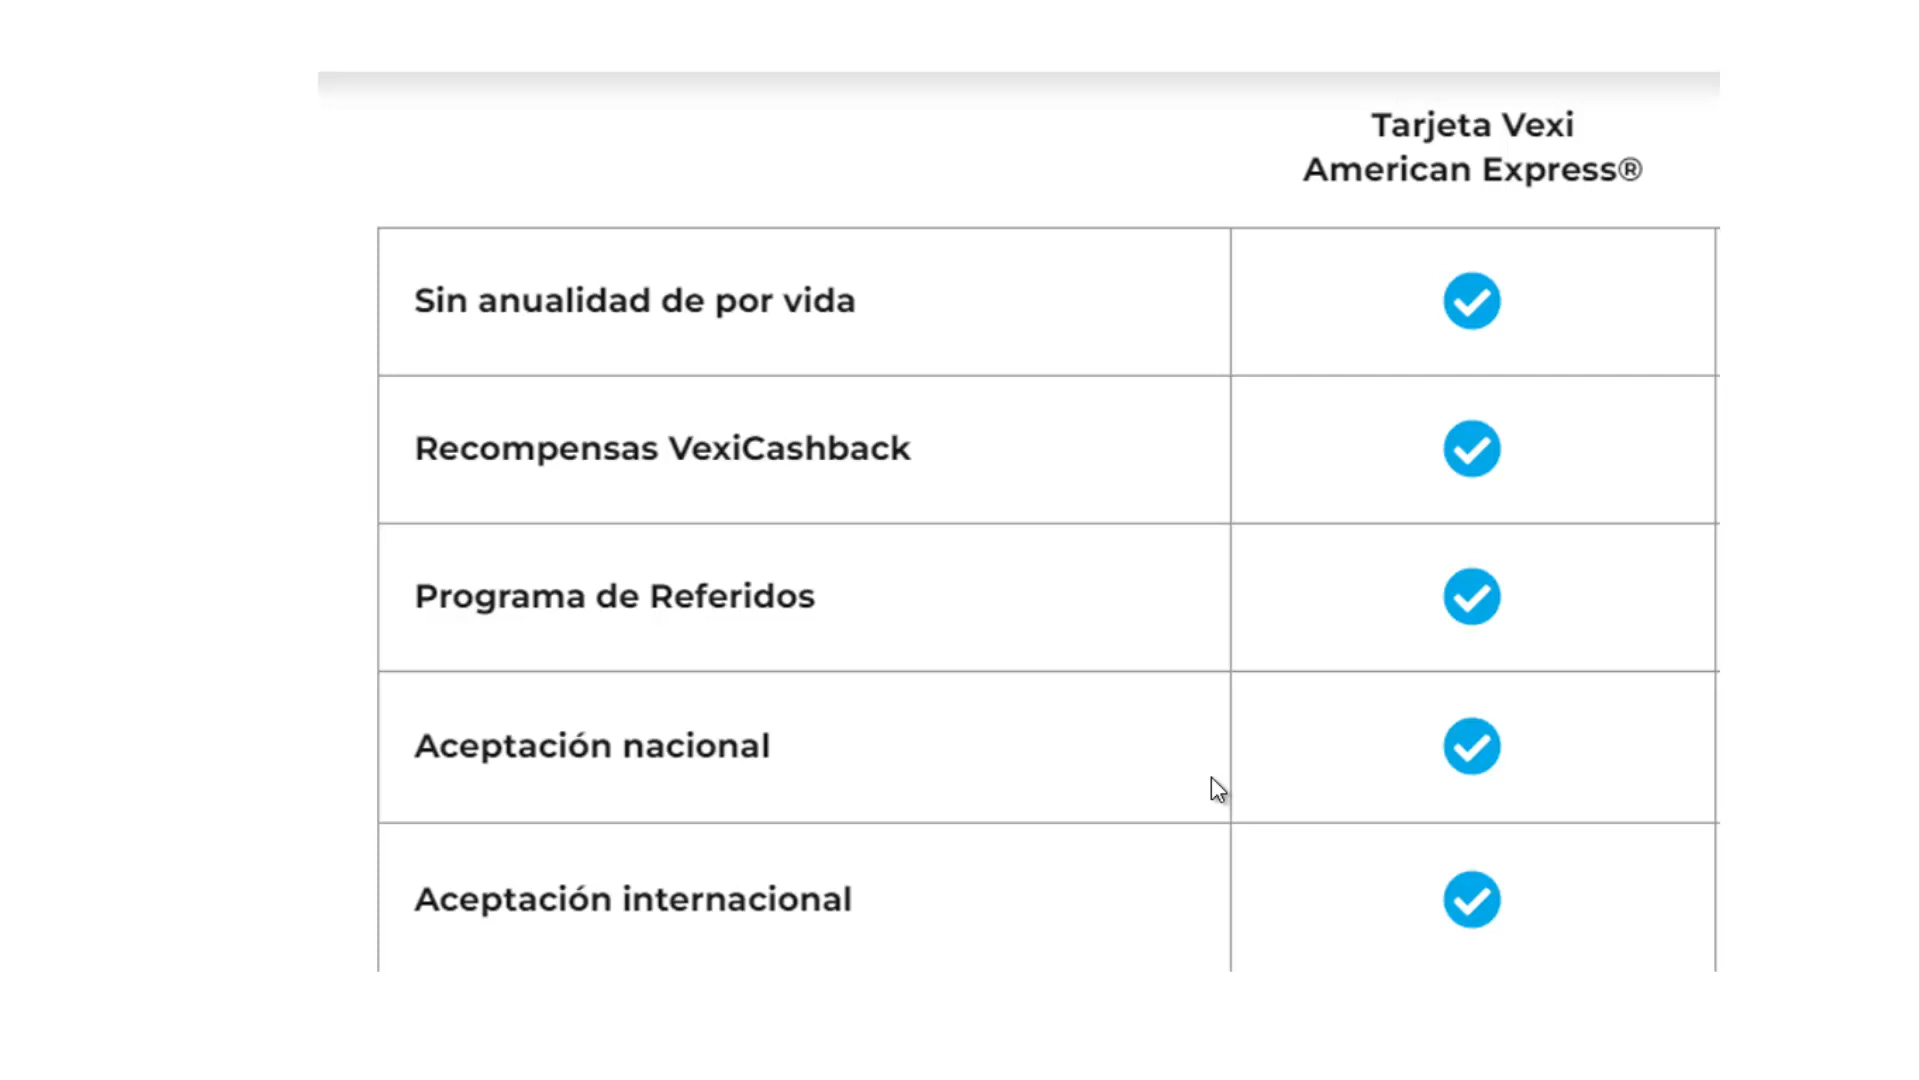 Tarjeta Vexi
American Express®
Sin anualidad de por vida
Recompensas VexiCashback
Programa de Referidos
Aceptación nacional
Aceptación internacional